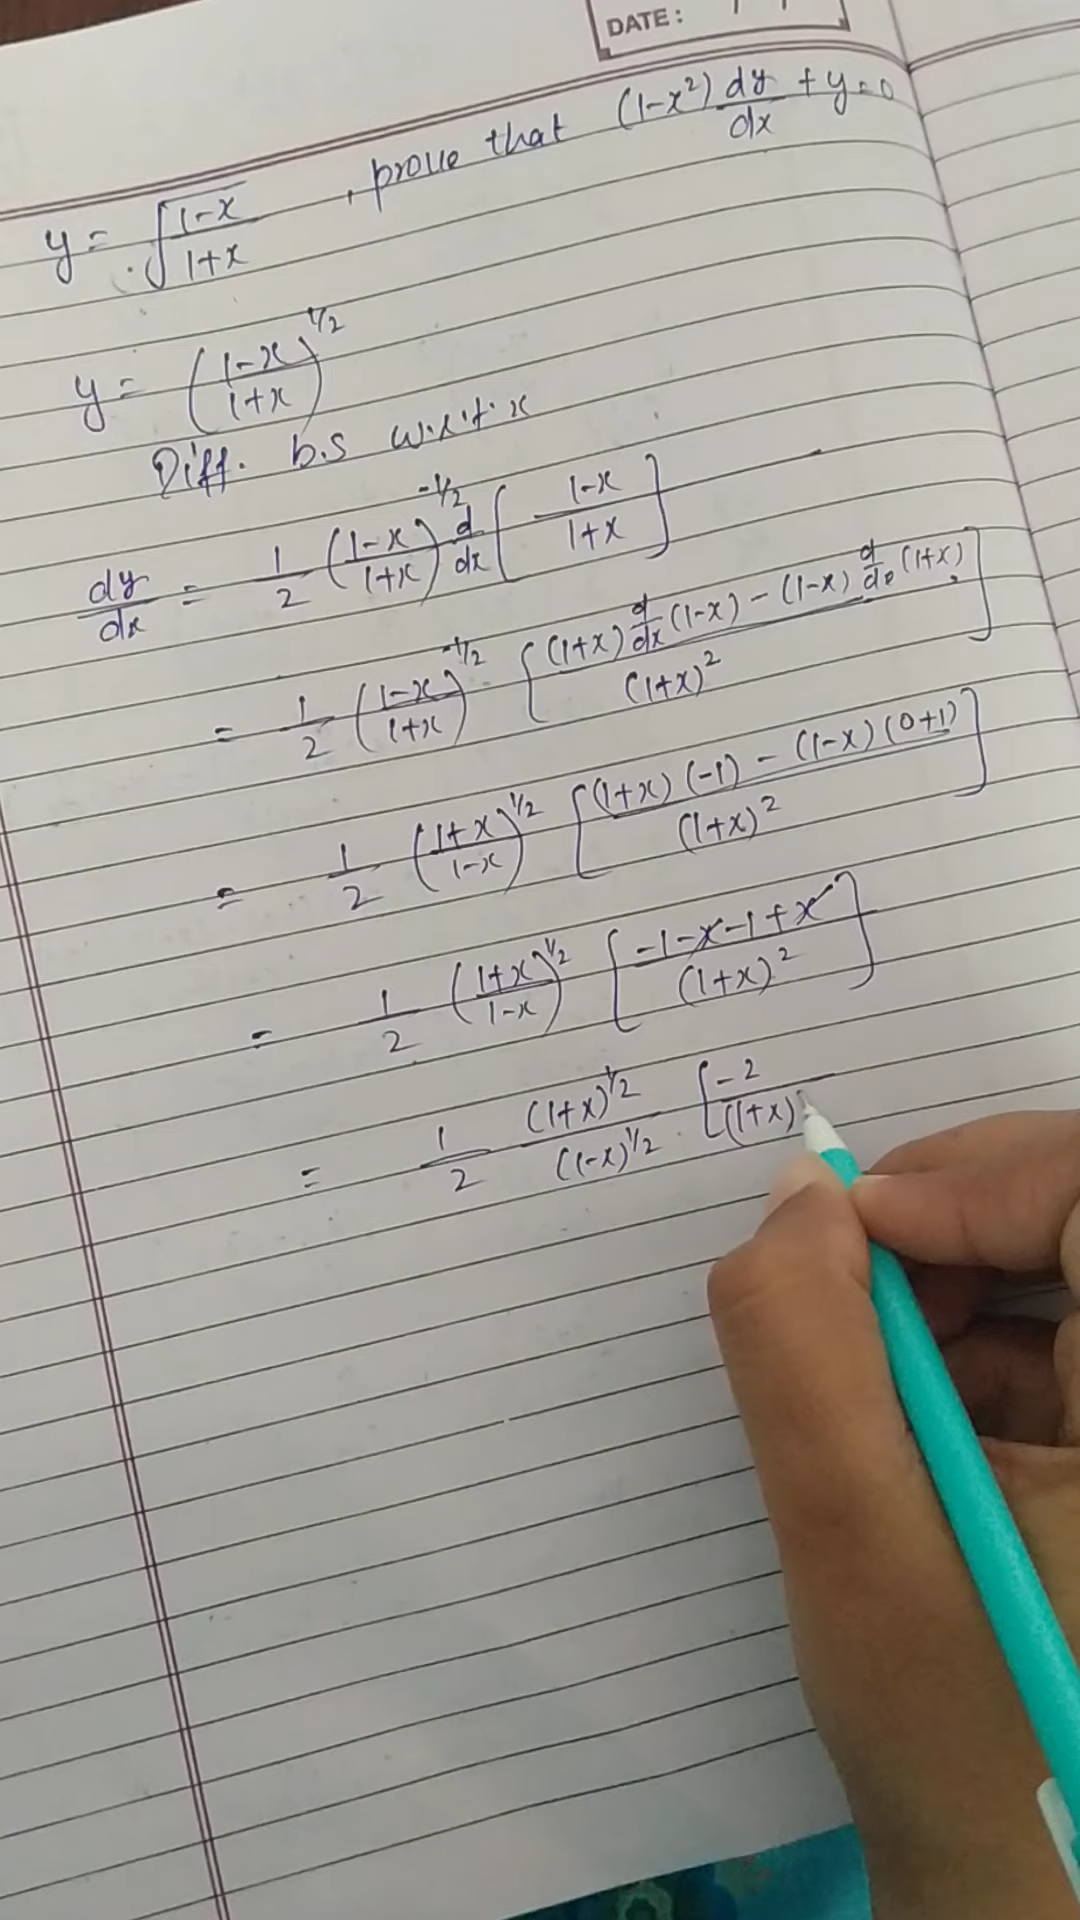 DATE:
y = √(1-x / 1+x) , prove that (1-x²) dy/dx + y = 0
y = (1-x / 1+x)^1/2
Diff. b.s w.r.t. x
dy/dx = 1/2 (1-x / 1+x)^-1/2 d/dx [1-x / 1+x]
= 1/2 (1-x / 1+x)^-1/2 · [(1+x) d/dx (1-x) - (1-x) d/dx (1+x) / (1+x)²]
= 1/2 (1+x / 1-x)^1/2 [(1+x) (-1) - (1-x) (0+1) / (1+x)²]
= 1/2 (1+x / 1-x)^1/2 [-1-x-1+x / (1+x)²]
= 1/2 (1+x)^1/2 / (1-x)^1/2 · [-2 / (1+x)